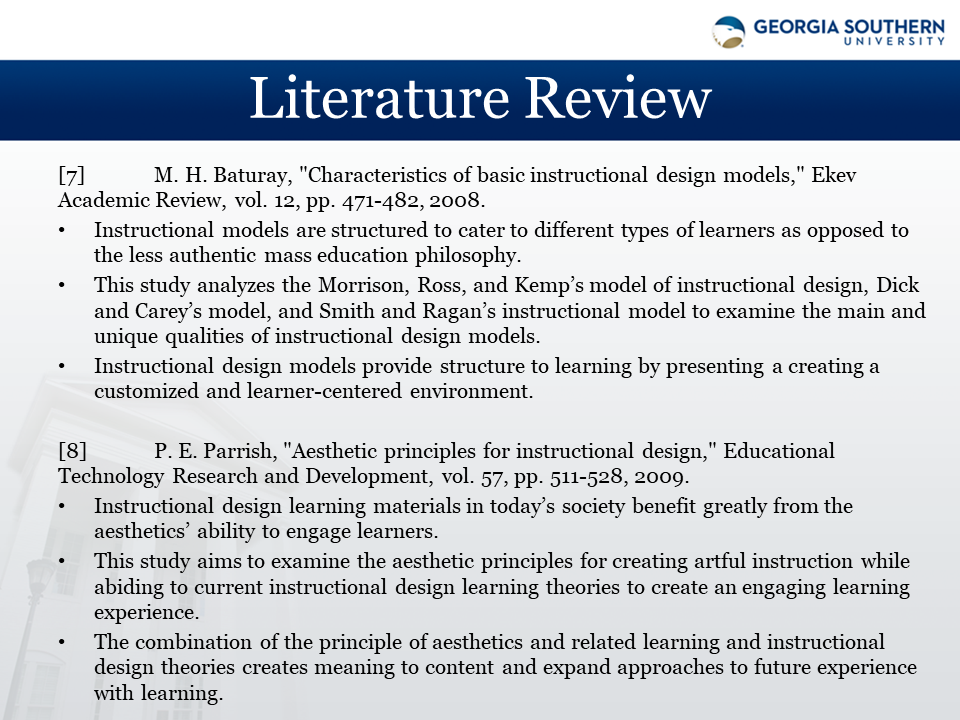 GEORGIA SOUTHERN
UNIVERSITY
Literature Review
[7] M. H. Baturay, "Characteristics of basic instructional design models," Ekev
Academic Review, vol. 12, pp. 471-482, 2008.
• Instructional models are structured to cater to different types of learners as opposed to
the less authentic mass education philosophy.
• This study analyzes the Morrison, Ross, and Kemp’s model of instructional design, Dick
and Carey’s model, and Smith and Ragan’s instructional model to examine the main and
unique qualities of instructional design models.
• Instructional design models provide structure to learning by presenting a creating a
customized and learner-centered environment.
[8] P. E. Parrish, "Aesthetic principles for instructional design," Educational
Technology Research and Development, vol. 57, pp. 511-528, 2009.
• Instructional design learning materials in today’s society benefit greatly from the
aesthetics’ ability to engage learners.
• This study aims to examine the aesthetic principles for creating artful instruction while
abiding to current instructional design learning theories to create an engaging learning
experience.
• The combination of the principle of aesthetics and related learning and instructional
design theories creates meaning to content and expand approaches to future experience
with learning.